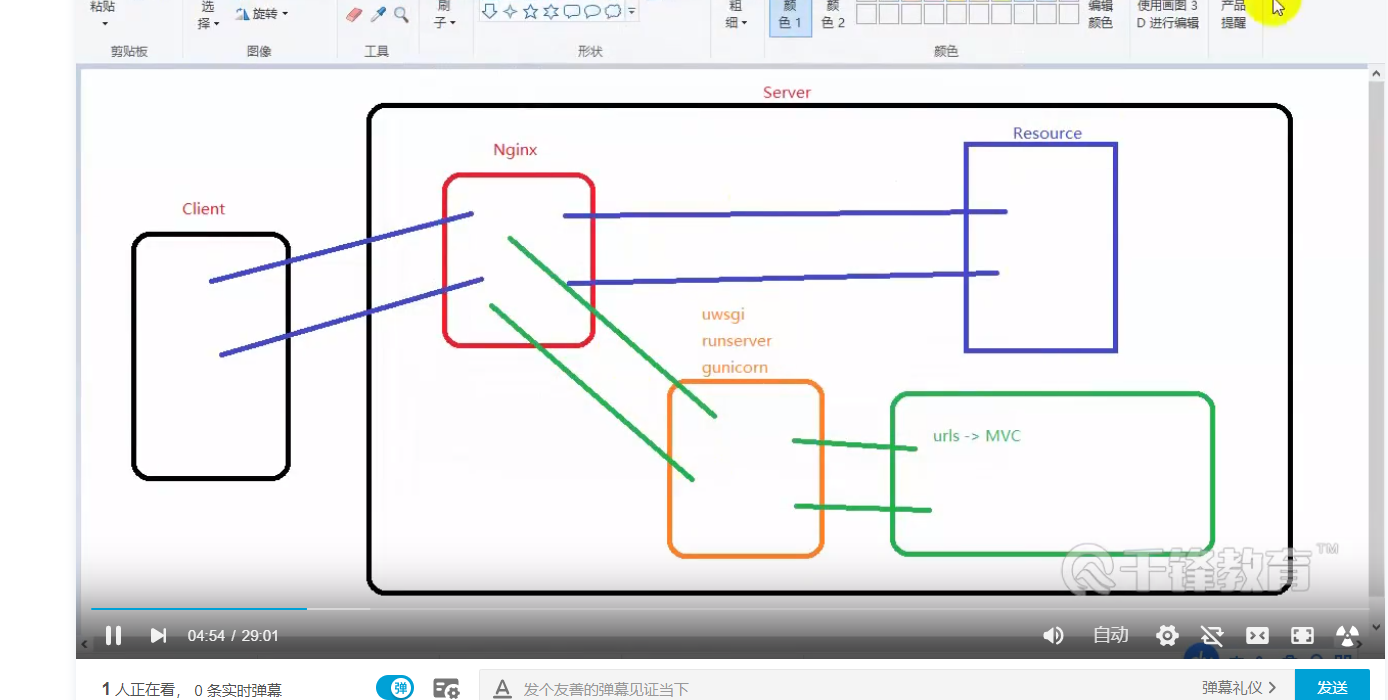 粘贴
选择
旋转
刷子
粗细
颜色 1
颜色 2
编辑颜色
使用画图 3 D 进行编辑
产品提醒
剪贴板
图像
工具
形状
颜色
Server
Nginx
Resource
Client
uwsgi
runserver
gunicorn
urls -> MVC
千锋教育 TM
04:54 / 29:01
自动
1 人正在看， 0 条实时弹幕
弹
A 发个友善的弹幕见证当下
弹幕礼仪 >
发送